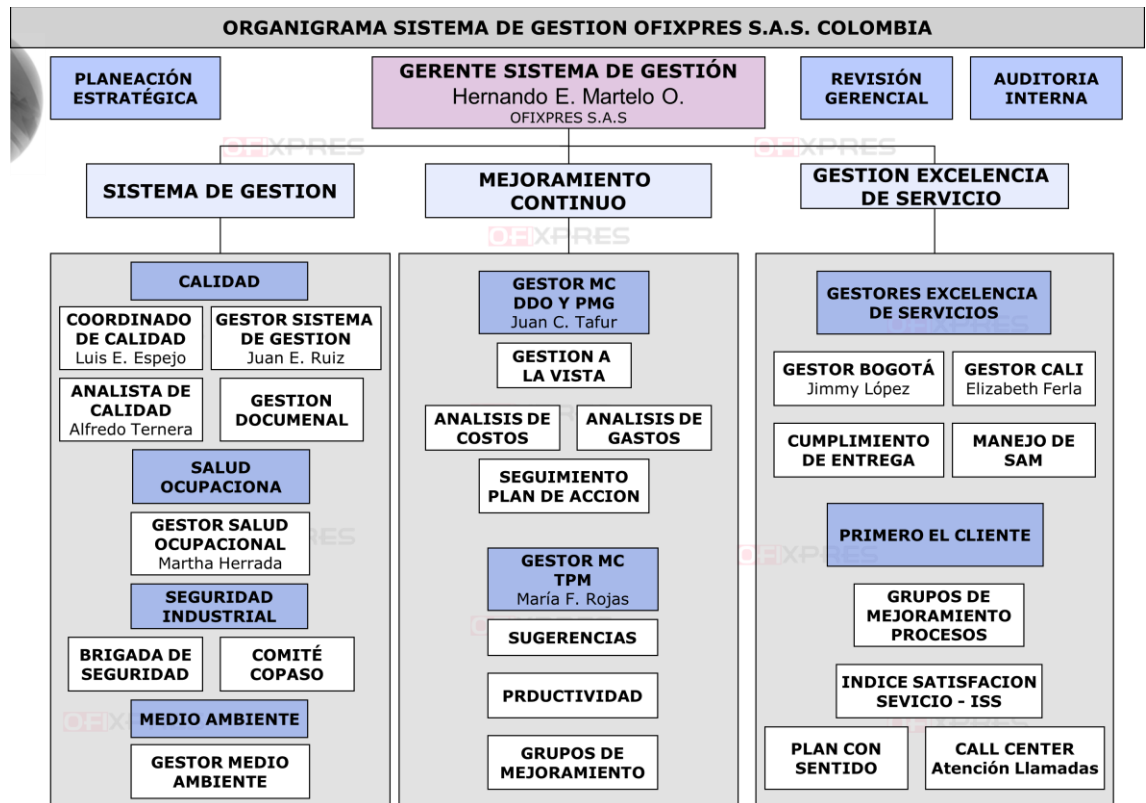 ORGANIGRAMA SISTEMA DE GESTION OFIXPRES S.A.S. COLOMBIA
PLANEACIÓN
ESTRATÉGICA
GERENTE SISTEMA DE GESTIÓN
Hernando E. Martelo O.
OFIXPRES S.A.S
REVISIÓN
GERENCIAL
AUDITORIA
INTERNA
OFIXPRES
OFIXPRES
SISTEMA DE GESTION
MEJORAMIENTO
CONTINUO
GESTION EXCELENCIA
DE SERVICIO
OFIXPRES
CALIDAD
COORDINADO
DE CALIDAD
Luis E. Espejo
GESTOR SISTEMA
DE GESTION
Juan E. Ruiz
ANALISTA DE
CALIDAD
Alfredo Ternera
GESTION
DOCUMENAL
SALUD
OCUPACIONA
GESTOR SALUD
OCUPACIONAL
Martha Herrada
SEGURIDAD
INDUSTRIAL
BRIGADA DE
SEGURIDAD
COMITÉ
COPASO
MEDIO AMBIENTE
GESTOR MEDIO
AMBIENTE
GESTOR MC
DDO Y PMG
Juan C. Tafur
GESTION A
LA VISTA
ANALISIS DE
COSTOS
ANALISIS DE
GASTOS
SEGUIMIENTO
PLAN DE ACCION
GESTOR MC
TPM
María F. Rojas
SUGERENCIAS
PRDUCTIVIDAD
GRUPOS DE
MEJORAMIENTO
GESTORES EXCELENCIA
DE SERVICIOS
GESTOR BOGOTÁ
Jimmy López
GESTOR CALI
Elizabeth Ferla
CUMPLIMIENTO
DE ENTREGA
MANEJO DE
SAM
PRIMERO EL CLIENTE
GRUPOS DE
MEJORAMIENTO
PROCESOS
INDICE SATISFACION
SEVICIO - ISS
PLAN CON
SENTIDO
CALL CENTER
Atención Llamadas